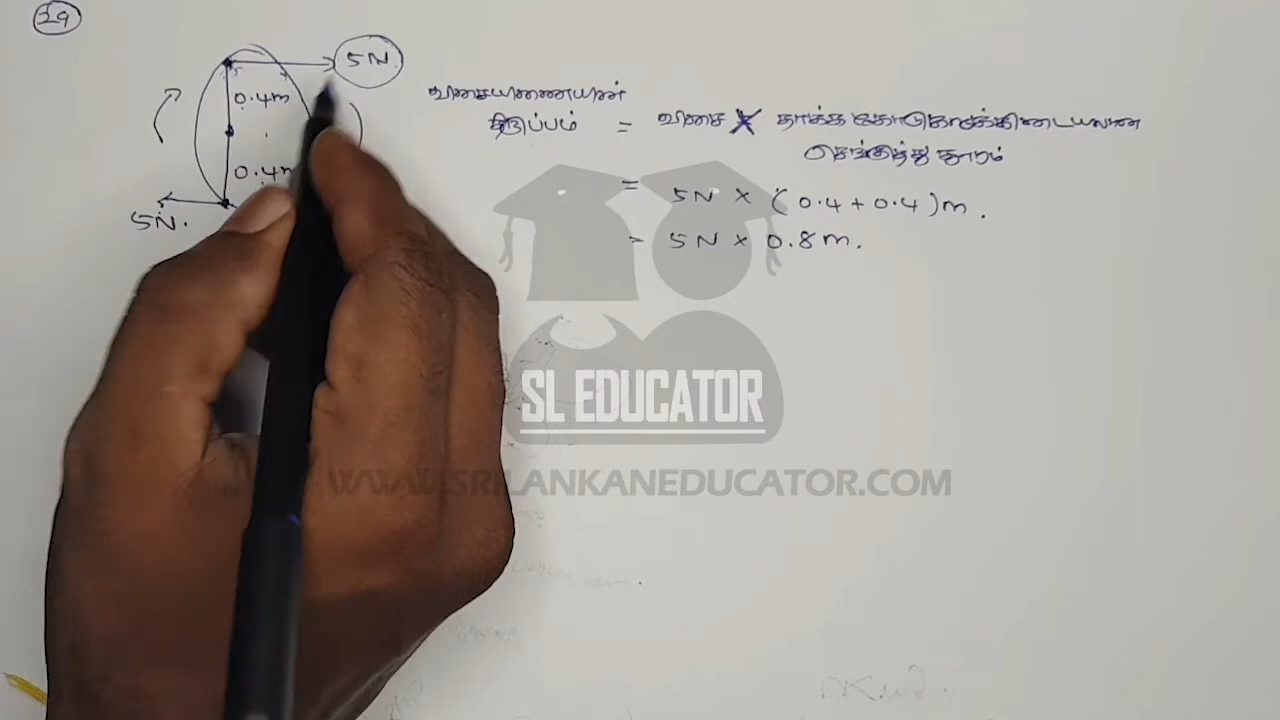 29
5N
0.4m
0.4m
5N.
விசையிணையின்
திருப்பம் = விசை × தாக்க கோடுகளுக்கிடையிலான
செங்குத்து தூரம்
= 5N × (0.4 + 0.4)m.
= 5N × 0.8m.
SL EDUCATOR
WWW.SRILANKANEDUCATOR.COM